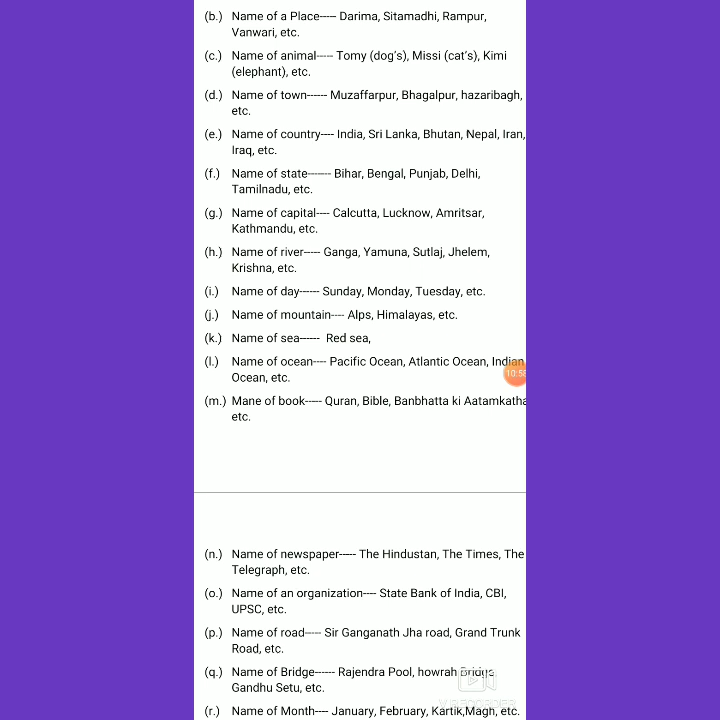 (b.) Name of a Place----- Darima, Sitamadhi, Rampur,
Vanwari, etc.
(c.) Name of animal----- Tomy (dog's), Missi (cat's), Kimi
(elephant), etc.
(d.) Name of town------ Muzaffarpur, Bhagalpur, hazaribagh,
etc.
(e.) Name of country---- India, Sri Lanka, Bhutan, Nepal, Iran,
Iraq, etc.
(f.) Name of state------- Bihar, Bengal, Punjab, Delhi,
Tamilnadu, etc.
(g.) Name of capital---- Calcutta, Lucknow, Amritsar,
Kathmandu, etc.
(h.) Name of river----- Ganga, Yamuna, Sutlaj, Jhelem,
Krishna, etc.
(i.) Name of day------ Sunday, Monday, Tuesday, etc.
(j.) Name of mountain---- Alps, Himalayas, etc.
(k.) Name of sea------ Red sea,
(l.) Name of ocean---- Pacific Ocean, Atlantic Ocean, Indian
Ocean, etc.
10:58
(m.) Mane of book----- Quran, Bible, Banbhatta ki Aatamkatha
etc.
(n.) Name of newspaper----- The Hindustan, The Times, The
Telegraph, etc.
(o.) Name of an organization---- State Bank of India, CBI,
UPSC, etc.
(p.) Name of road----- Sir Ganganath Jha road, Grand Trunk
Road, etc.
(q.) Name of Bridge------ Rajendra Pool, howrah Bridge
Gandhu Setu, etc.
(r.) Name of Month---- January, February, Kartik,Magh, etc.